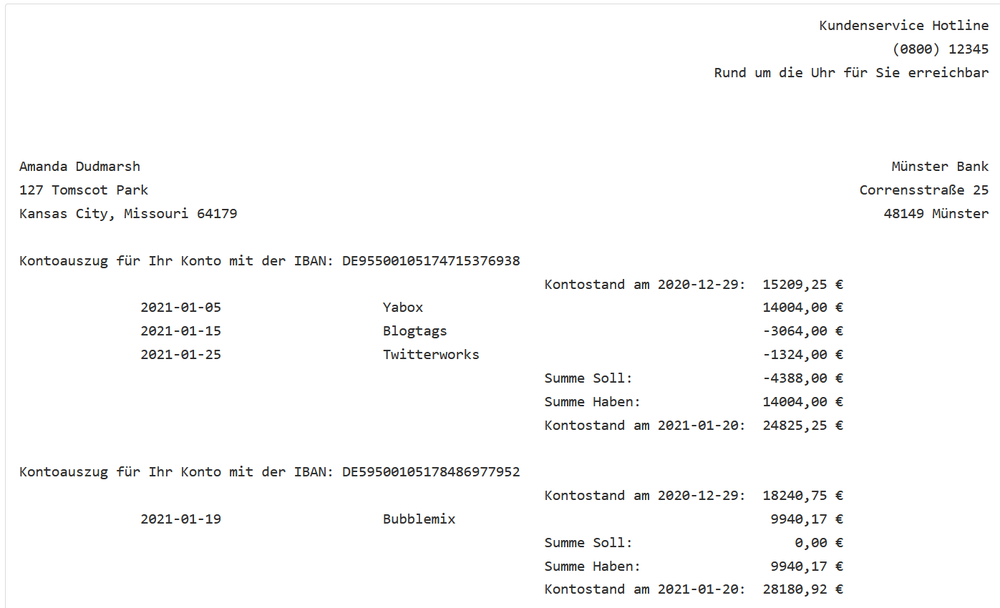 Kundenservice Hotline
(0800) 12345
Rund um die Uhr für Sie erreichbar
Amanda Dudmarsh Münster Bank
127 Tomscot Park Corrensstraße 25
Kansas City, Missouri 64179 48149 Münster
Kontoauszug für Ihr Konto mit der IBAN: DE95500105174715376938
Kontostand am 2020-12-29: 15209,25 €
2021-01-05 Yabox 14004,00 €
2021-01-15 Blogtags -3064,00 €
2021-01-25 Twitterworks -1324,00 €
Summe Soll: -4388,00 €
Summe Haben: 14004,00 €
Kontostand am 2021-01-20: 24825,25 €
Kontoauszug für Ihr Konto mit der IBAN: DE59500105178486977952
Kontostand am 2020-12-29: 18240,75 €
2021-01-19 Bubblemix 9940,17 €
Summe Soll: 0,00 €
Summe Haben: 9940,17 €
Kontostand am 2021-01-20: 28180,92 €